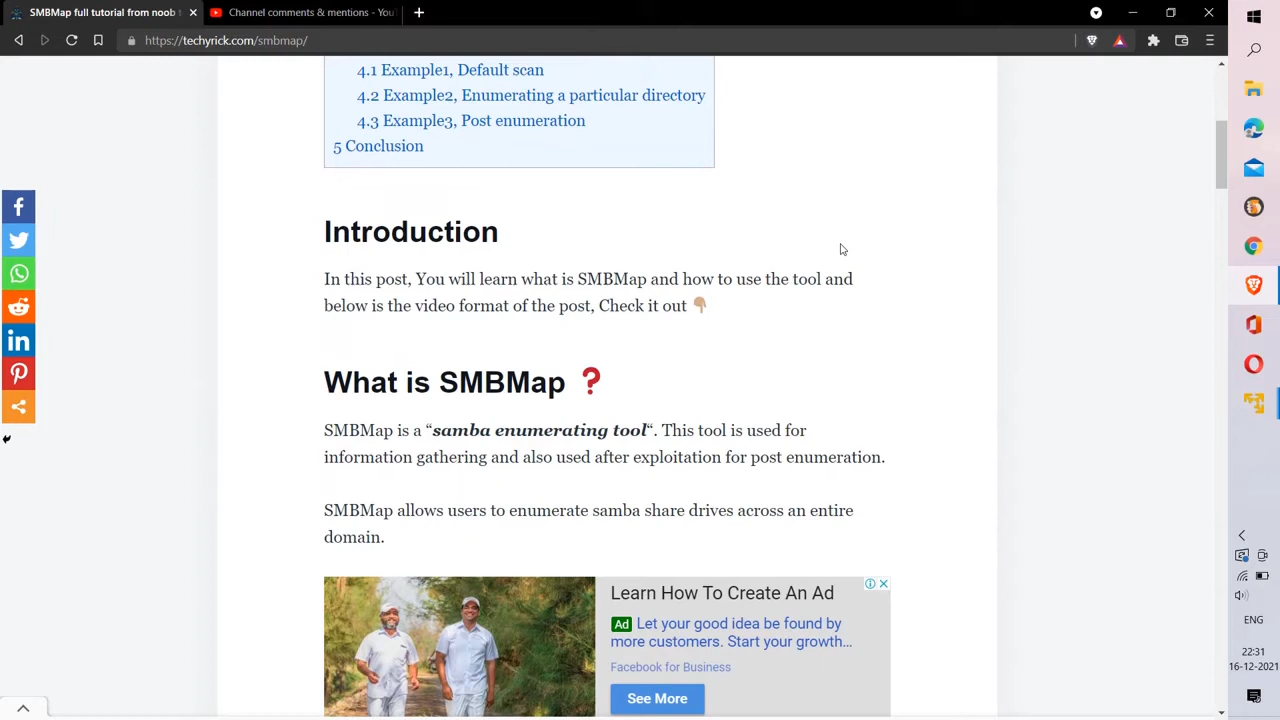 SMBMap full tutorial from noob t
Channel comments & mentions - You
https://techyrick.com/smbmap/
4.1 Example1, Default scan
4.2 Example2, Enumerating a particular directory
4.3 Example3, Post enumeration
5 Conclusion
Introduction
In this post, You will learn what is SMBMap and how to use the tool and
below is the video format of the post, Check it out 👇🏽
What is SMBMap ❓
SMBMap is a “samba enumerating tool“. This tool is used for
information gathering and also used after exploitation for post enumeration.
SMBMap allows users to enumerate samba share drives across an entire
domain.
Learn How To Create An Ad
Ad Let your good idea be found by
more customers. Start your growth...
Facebook for Business
See More
ENG
22:31
16-12-2021